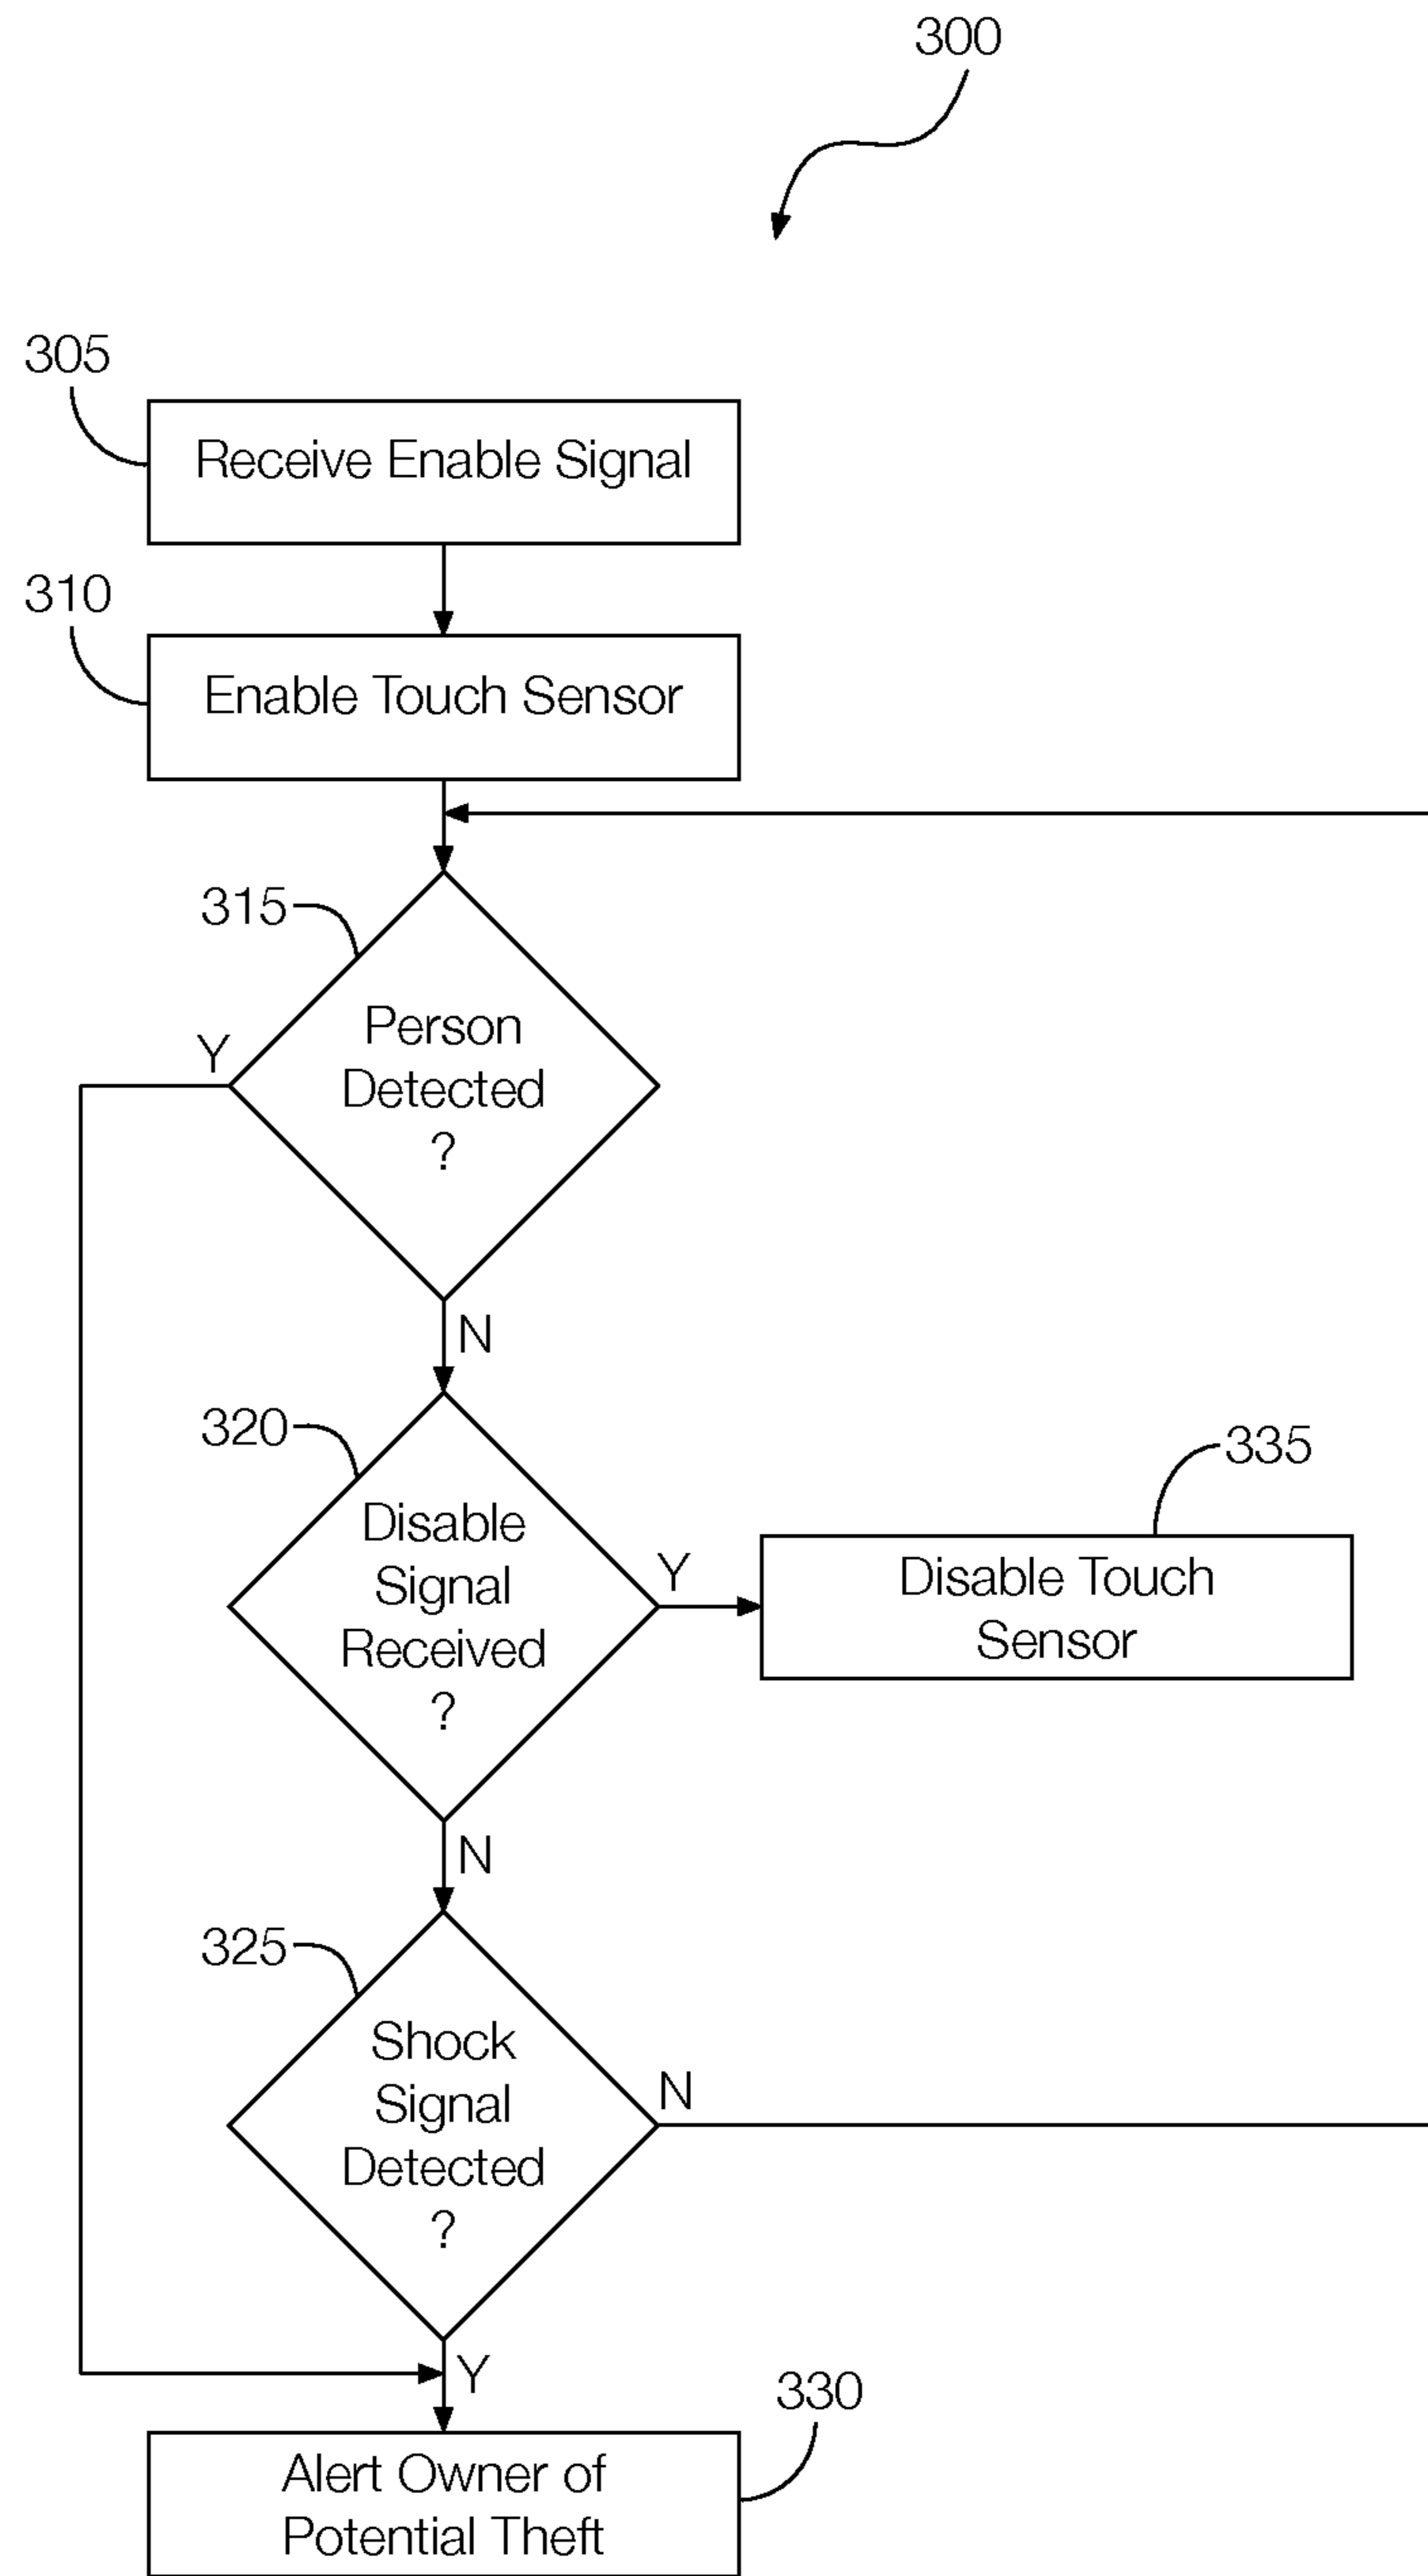 300
305
Receive Enable Signal
310
Enable Touch Sensor
315
Person
Detected
?
Y
N
320
Disable
Signal
Received
?
Y
335
Disable Touch
Sensor
N
325
Shock
Signal
Detected
?
N
Y
330
Alert Owner of
Potential Theft